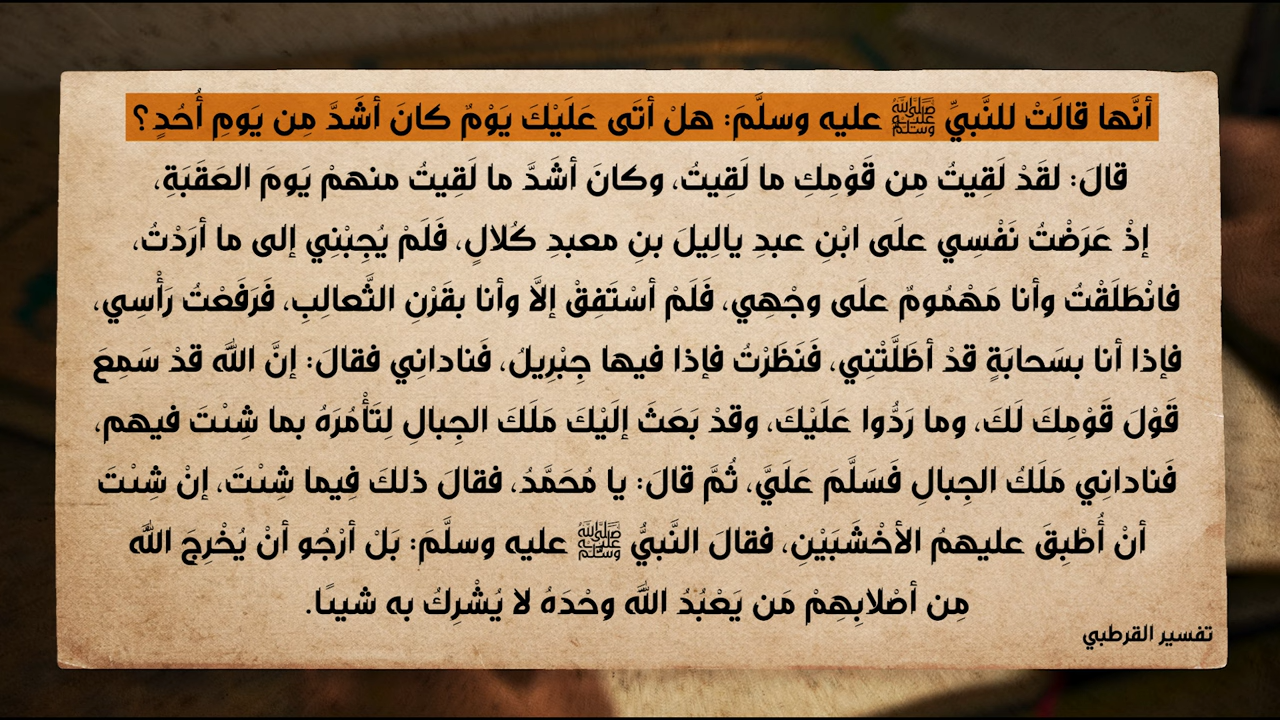 أنَّها قالَتْ للنَّبيِّ ﷺ عليه وسلَّمَ: هلْ أتَى عَلَيْكَ يَوْمٌ كانَ أشَدَّ مِن يَومِ أُحُدٍ؟
قالَ: لقَدْ لَقِيتُ مِن قَوْمِكِ ما لَقِيتُ، وكانَ أشَدَّ ما لَقِيتُ منهمْ يَومَ العَقَبَةِ،
إذْ عَرَضْتُ نَفْسِي علَى ابْنِ عبدِ يالِيلَ بنِ معبدِ كُلالٍ، فَلَمْ يُجِبْنِي إلى ما أرَدْتُ،
فانْطَلَقْتُ وأنا مَهْمُومٌ علَى وجْهِي، فَلَمْ أسْتَفِقْ إلَّا وأنا بقَرْنِ الثَّعالِبِ، فَرَفَعْتُ رَأْسِي،
فإذا أنا بسَحابَةٍ قدْ أظَلَّتْنِي، فَنَظَرْتُ فإذا فيها جِبْرِيلُ، فَنادانِي فقالَ: إنَّ اللَّهَ قدْ سَمِعَ
قَوْلَ قَوْمِكَ لَكَ، وما رَدُّوا عَلَيْكَ، وقدْ بَعَثَ إلَيْكَ مَلَكَ الجِبالِ لِتَأْمُرَهُ بما شِئْتَ فيهم،
فَنادانِي مَلَكُ الجِبالِ فَسَلَّمَ عَلَيَّ، ثُمَّ قالَ: يا مُحَمَّدُ، فقالَ ذلكَ فِيما شِئْتَ، إنْ شِئْتَ
أنْ أُطْبِقَ عليهمُ الأخْشَبَيْنِ، فقالَ النَّبيُّ ﷺ عليه وسلَّمَ: بَلْ أرْجُو أنْ يُخْرِجَ اللَّهُ
مِن أصْلابِهِمْ مَن يَعْبُدُ اللَّهَ وحْدَهُ لا يُشْرِكُ به شيئًا.
تفسير القرطبي